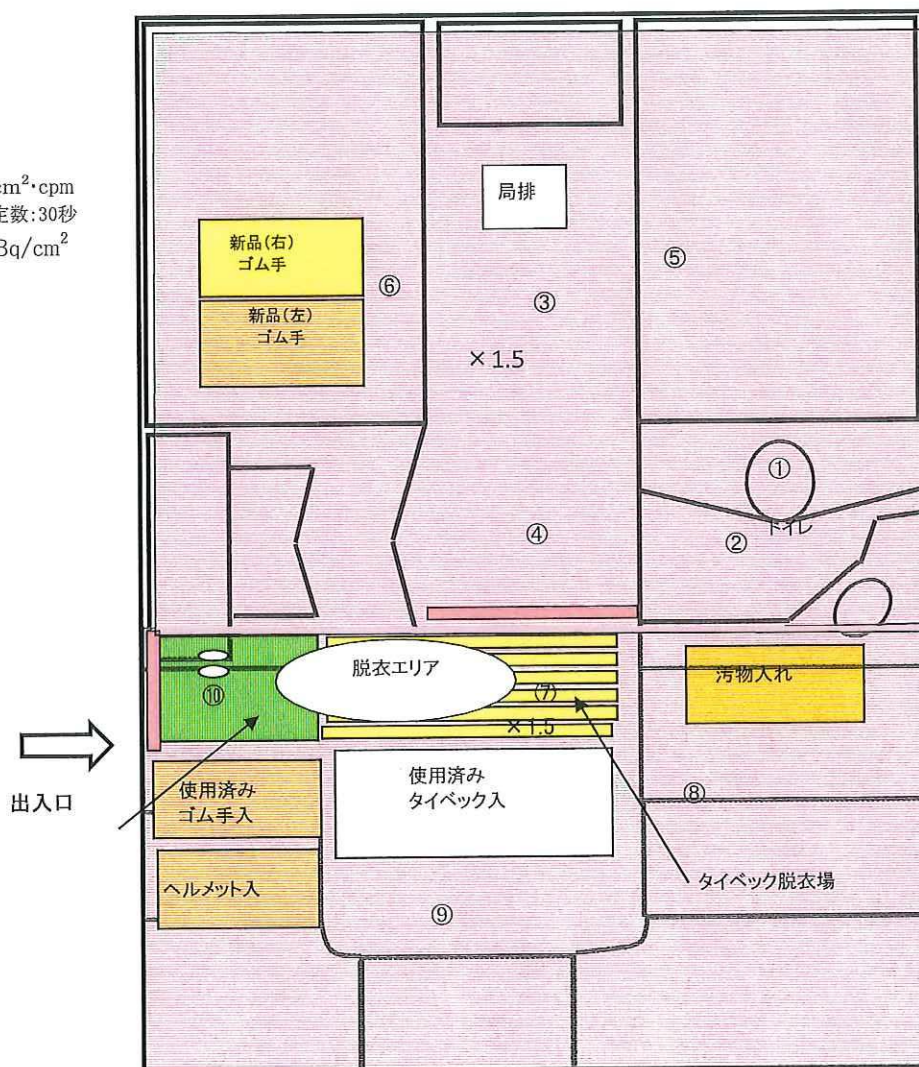 cm²・cpm
定数:30秒
Bq/cm²
局排
新品(右)
ゴム手
新品(左)
ゴム手
⑥
⑤
③
×1.5
①
トイレ
④
②
脱衣エリア
汚物入れ
⑩
(7)
×1.5
出入口
使用済み
ゴム手入
使用済み
タイベック入
⑧
ヘルメット入
タイベック脱衣場
⑨